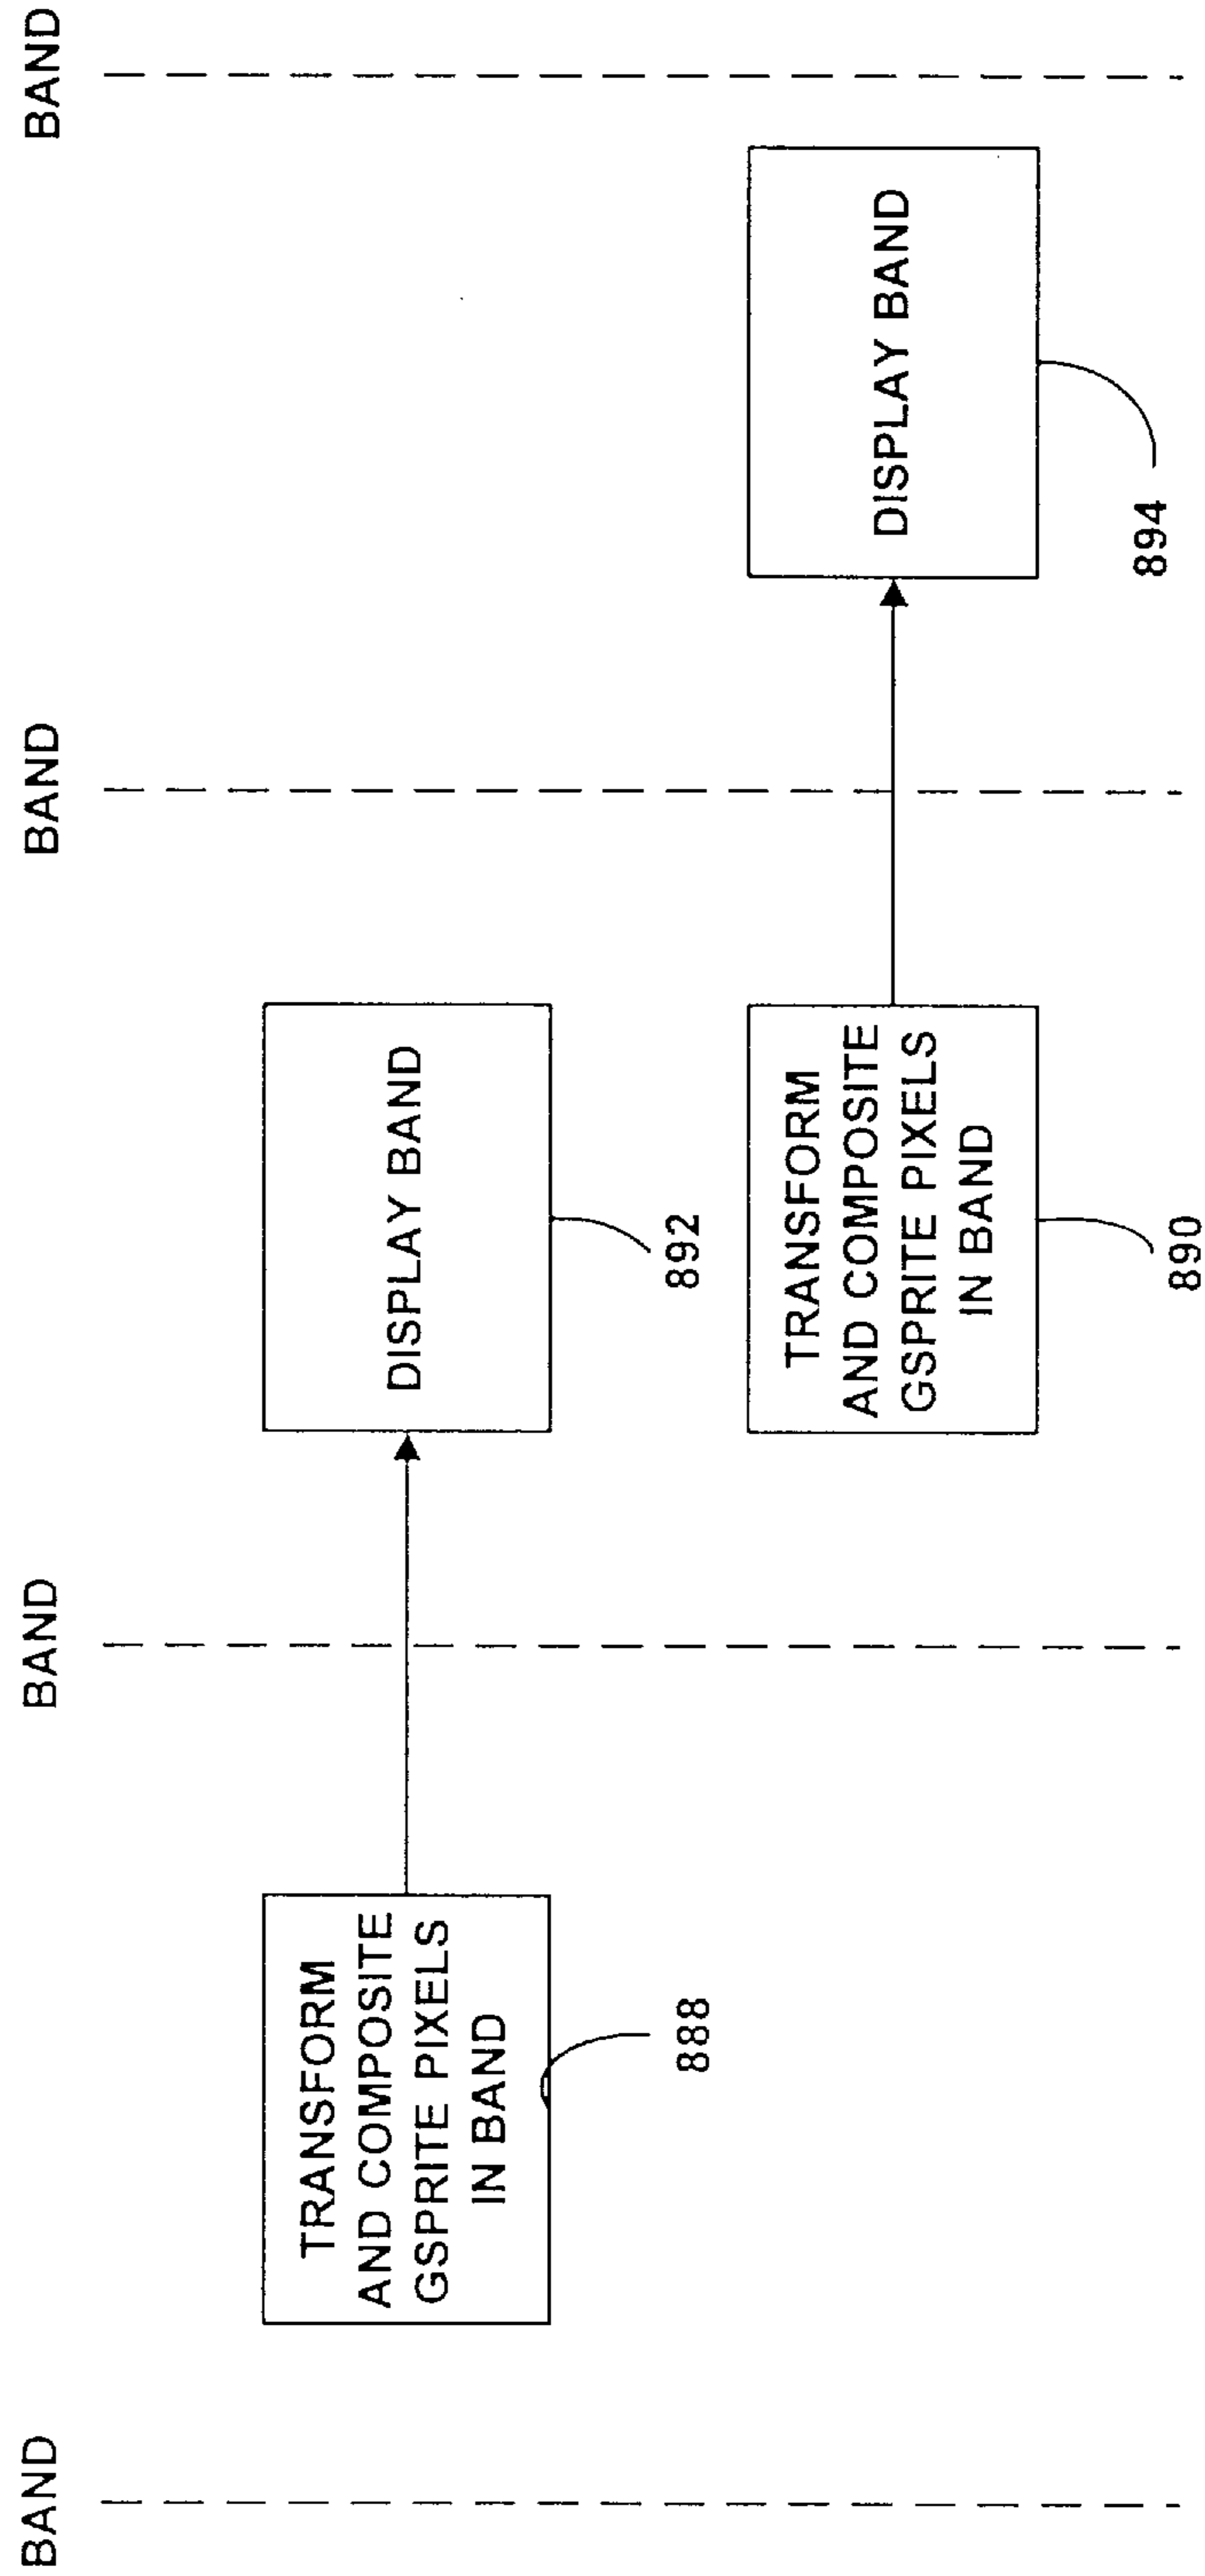 BAND
BAND
BAND
BAND
TRANSFORM
AND COMPOSITE
GSPRITE PIXELS
IN BAND
888
DISPLAY BAND
892
TRANSFORM
AND COMPOSITE
GSPRITE PIXELS
IN BAND
890
DISPLAY BAND
894